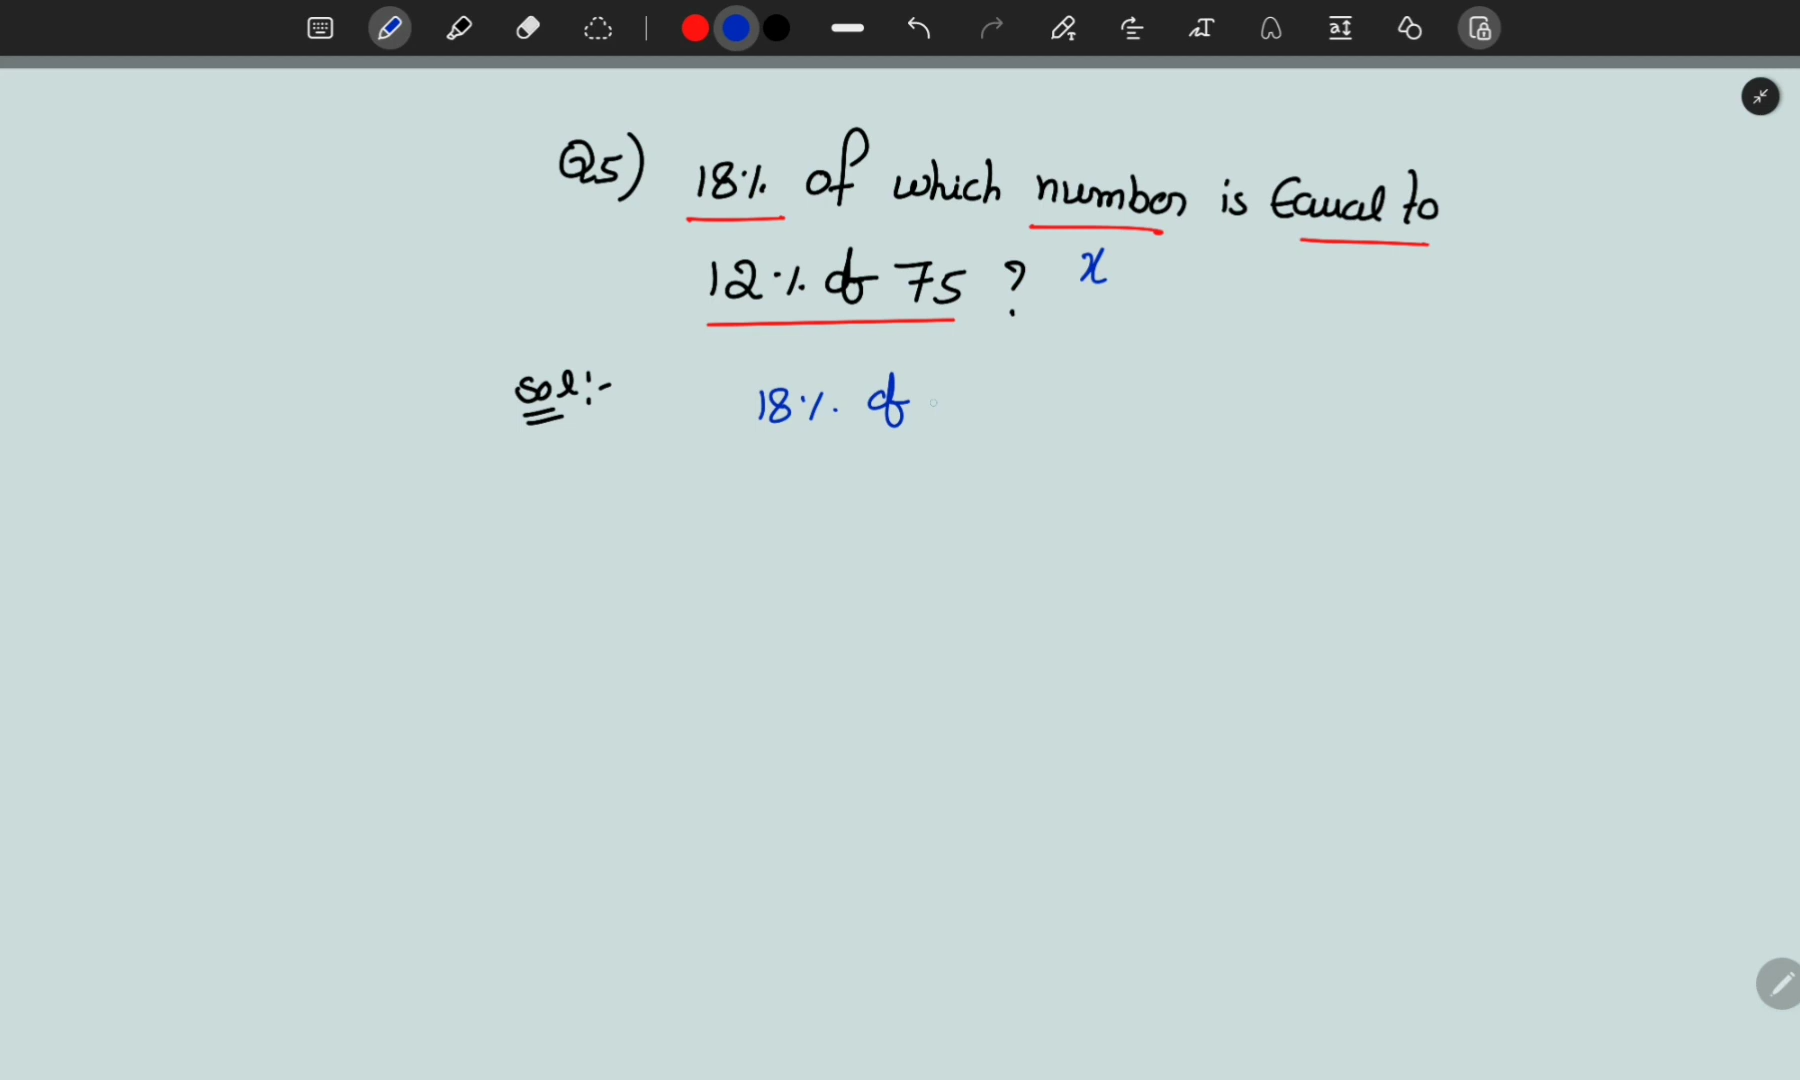 Q5) 18% of which number is Equal to
12% of 75 ? x
Sol:- 18% of